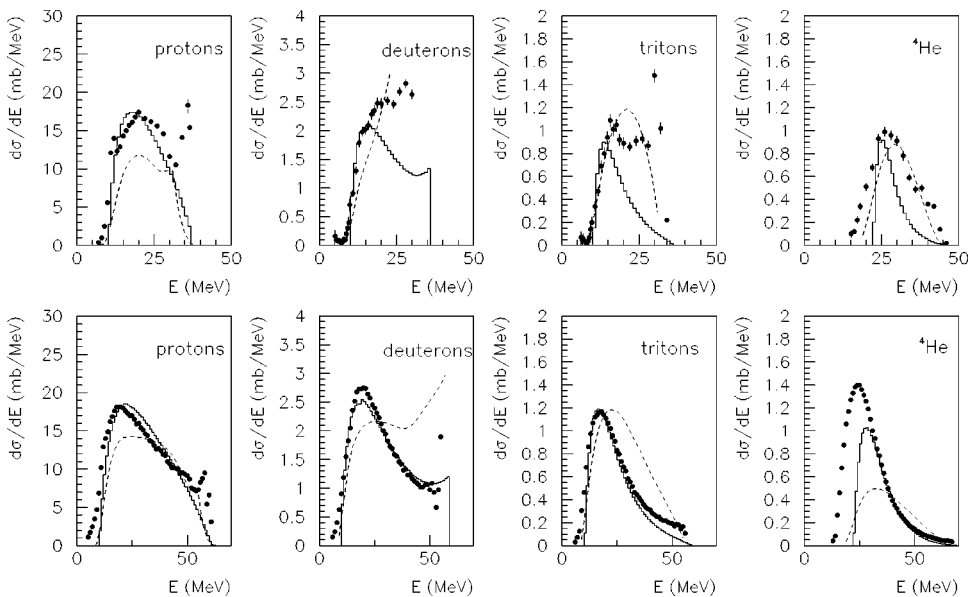 dσ/dE (mb/MeV)
30
25
20
15
10
5
0
protons
0 25 50
E (MeV)
dσ/dE (mb/MeV)
4
3.5
3
2.5
2
1.5
1
0.5
0
deuterons
0 25 50
E (MeV)
dσ/dE (mb/MeV)
2
1.8
1.6
1.4
1.2
1
0.8
0.6
0.4
0.2
0
tritons
0 25 50
E (MeV)
dσ/dE (mb/MeV)
2
1.8
1.6
1.4
1.2
1
0.8
0.6
0.4
0.2
0
⁴He
0 25 50
E (MeV)
dσ/dE (mb/MeV)
30
25
20
15
10
5
0
protons
0 50
E (MeV)
dσ/dE (mb/MeV)
4
3.5
3
2.5
2
1.5
1
0.5
0
deuterons
0 50
E (MeV)
dσ/dE (mb/MeV)
2
1.8
1.6
1.4
1.2
1
0.8
0.6
0.4
0.2
0
tritons
0 50
E (MeV)
dσ/dE (mb/MeV)
2
1.8
1.6
1.4
1.2
1
0.8
0.6
0.4
0.2
0
⁴He
0 50
E (MeV)